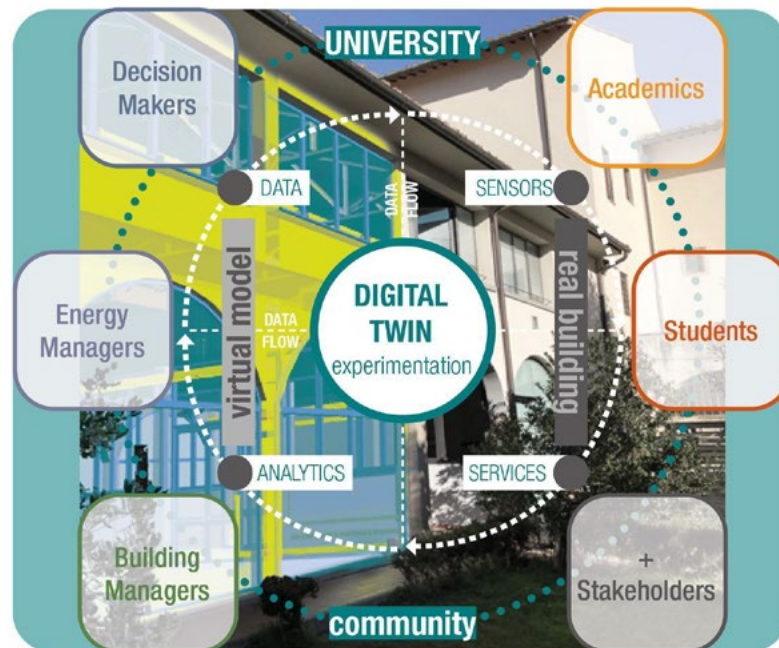 UNIVERSITY
Decision
Makers
Academics
DATA
SENSORS
DATA
FLOW
virtual model
real building
Energy
Managers
DATA
FLOW
DIGITAL
TWIN
experimentation
Students
ANALYTICS
SERVICES
Building
Managers
+
Stakeholders
community